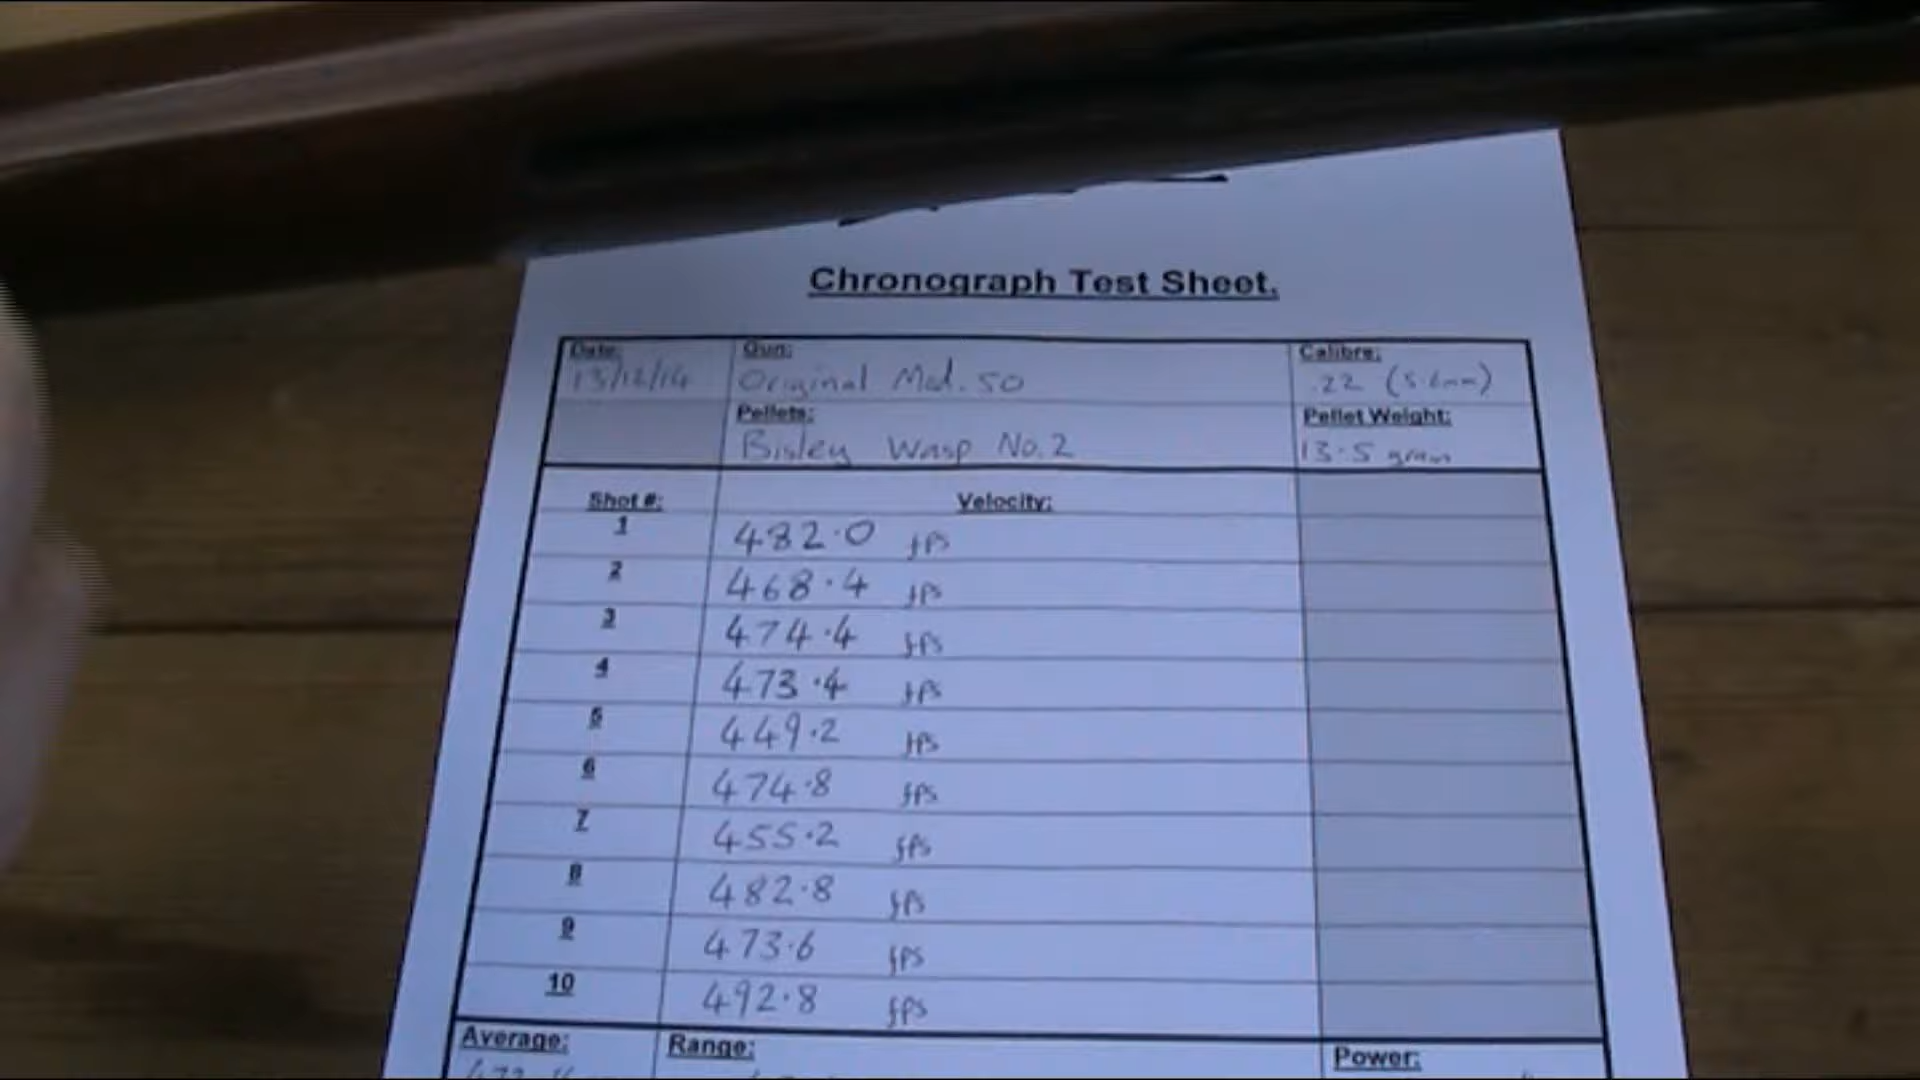 Chronograph Test Sheet.
Date: Gun: Calibre:
13/12/14 Original Mod. 50 .22 (5.6mm)
Pellets: Pellet Weight:
Bisley Wasp No.2 13.5 grain
Shot #: Velocity:
1 482.0 fps
2 468.4 fps
3 474.4 fps
4 473.4 fps
5 449.2 fps
6 474.8 fps
7 455.2 fps
8 482.8 fps
9 473.6 fps
10 492.8 fps
Average: Range: Power: